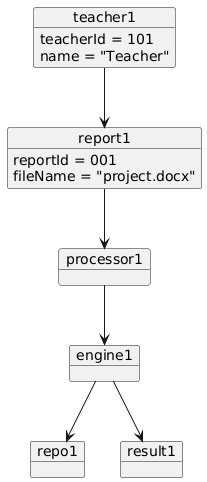 teacher1
teacherId = 101
name = "Teacher"
report1
reportId = 001
fileName = "project.docx"
processor1
engine1
repo1
result1